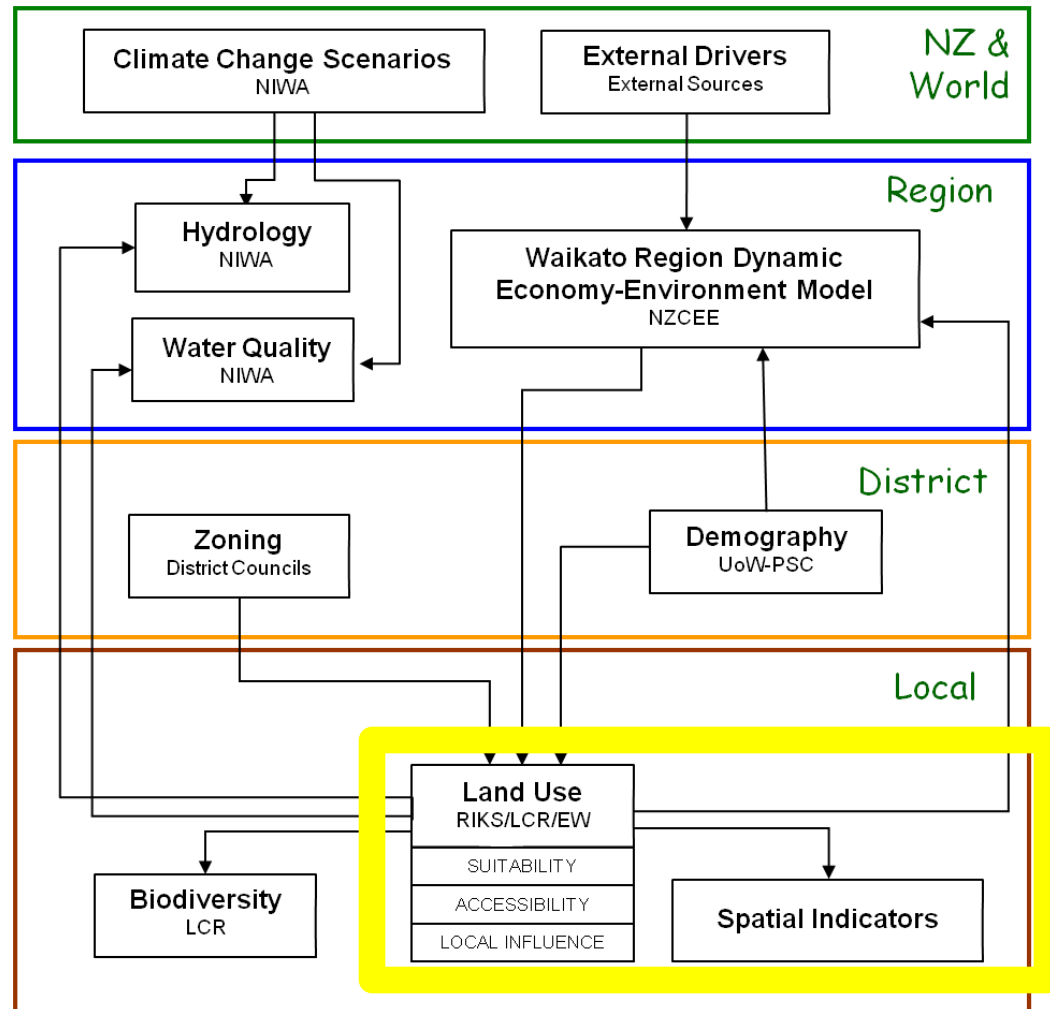 Climate Change Scenarios
NIWA
External Drivers
External Sources
NZ &
World
Region
Hydrology
NIWA
Waikato Region Dynamic
Economy-Environment Model
NZCEE
Water Quality
NIWA
District
Zoning
District Councils
Demography
UoW-PSC
Local
Land Use
RIKS/LCR/EW
SUITABILITY
ACCESSIBILITY
LOCAL INFLUENCE
Biodiversity
LCR
Spatial Indicators